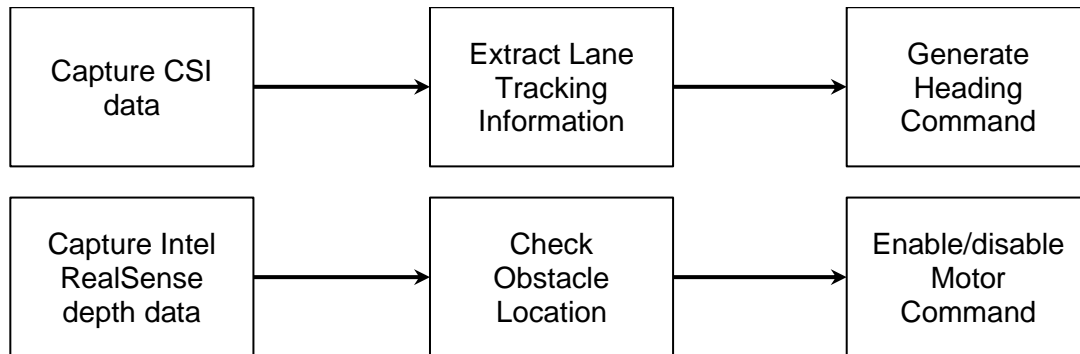 Capture CSI
data
Extract Lane
Tracking
Information
Generate
Heading
Command
Capture Intel
RealSense
depth data
Check
Obstacle
Location
Enable/disable
Motor
Command